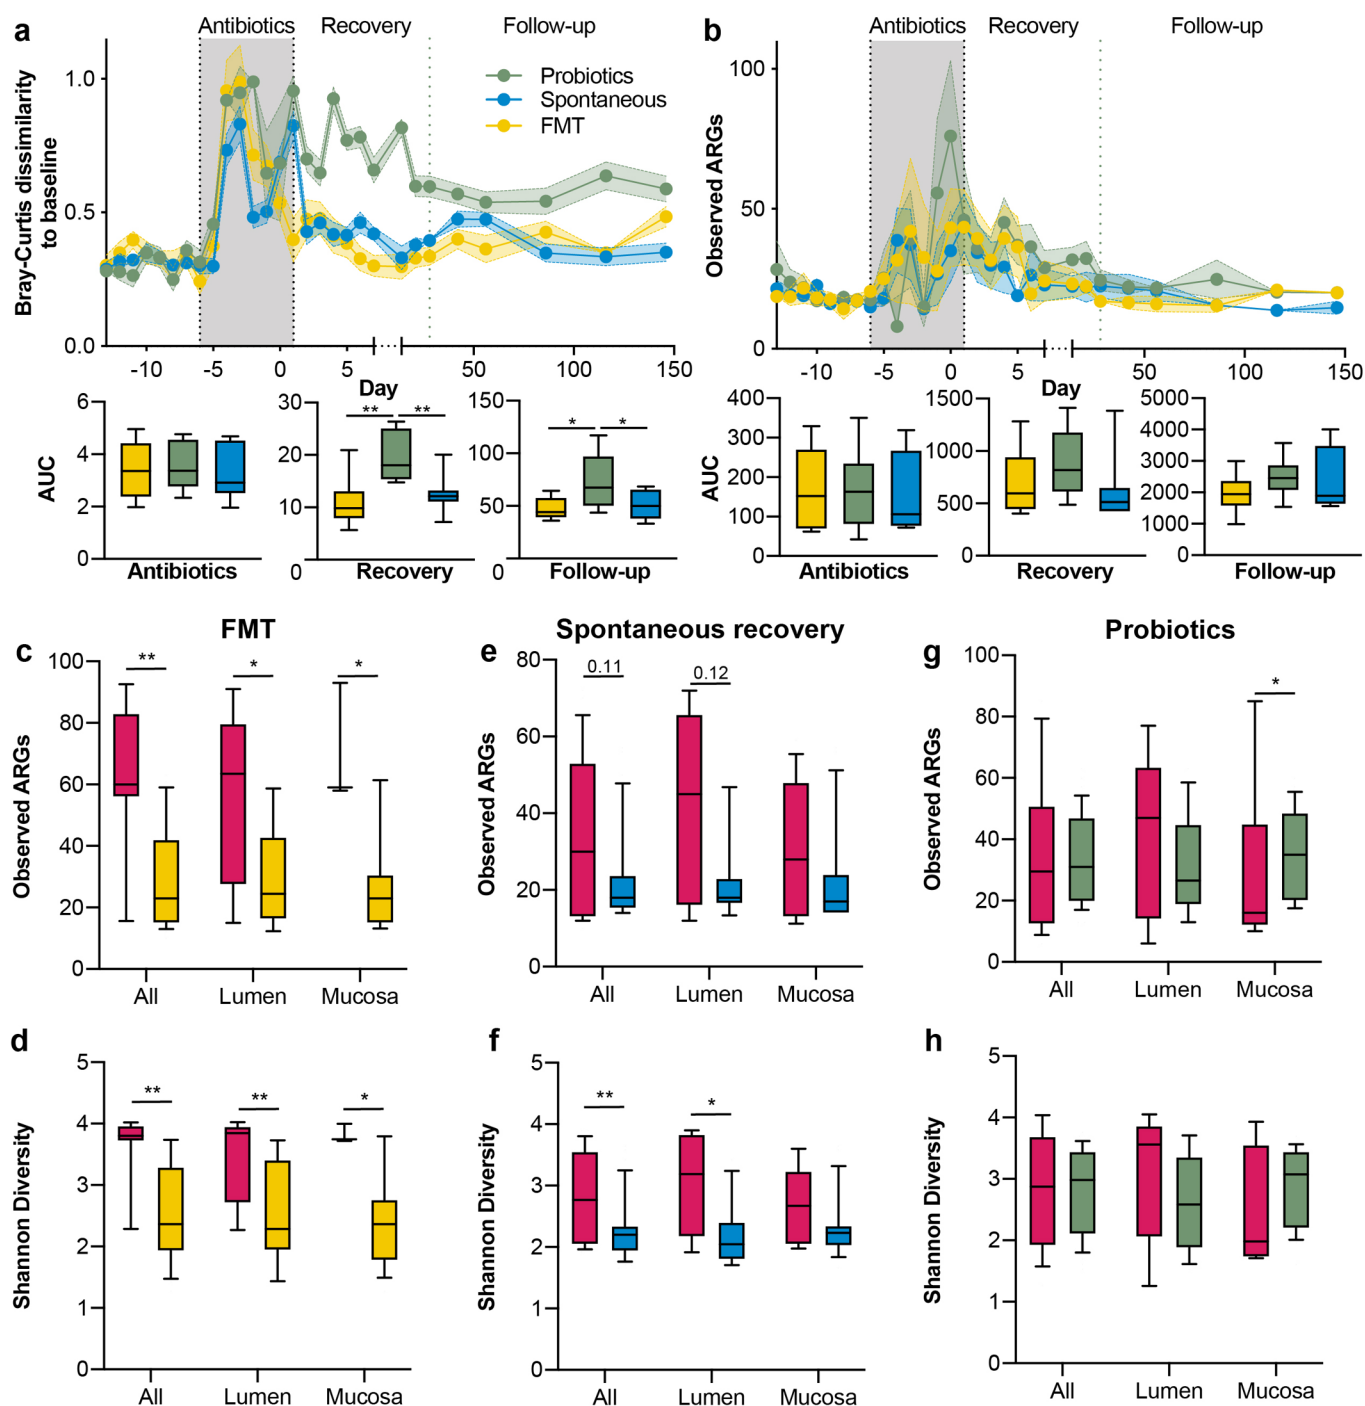 a
Antibiotics Recovery Follow-up
Bray-Curtis dissimilarity
to baseline
1.0
0.5
0.0
Probiotics
Spontaneous
FMT
-10 -5 0 5 50 100 150
Day
b
Antibiotics Recovery Follow-up
Observed ARGs
100
50
0
-10 -5 0 5 50 100 150
Day
AUC
6
4
2
0
Antibiotics
30
20
10
0
** **
Recovery
150
100
50
0
* *
Follow-up
AUC
400
300
200
100
0
Antibiotics
1500
1000
500
0
Recovery
5000
4000
3000
2000
1000
0
Follow-up
c
FMT
Observed ARGs
100
80
60
40
20
0
** * *
All Lumen Mucosa
e
Spontaneous recovery
Observed ARGs
80
60
40
20
0
0.11 0.12
All Lumen Mucosa
g
Probiotics
Observed ARGs
100
80
60
40
20
0
*
All Lumen Mucosa
d
Shannon Diversity
5
4
3
2
1
0
** ** *
All Lumen Mucosa
f
Shannon Diversity
5
4
3
2
1
0
** *
All Lumen Mucosa
h
Shannon Diversity
5
4
3
2
1
0
All Lumen Mucosa